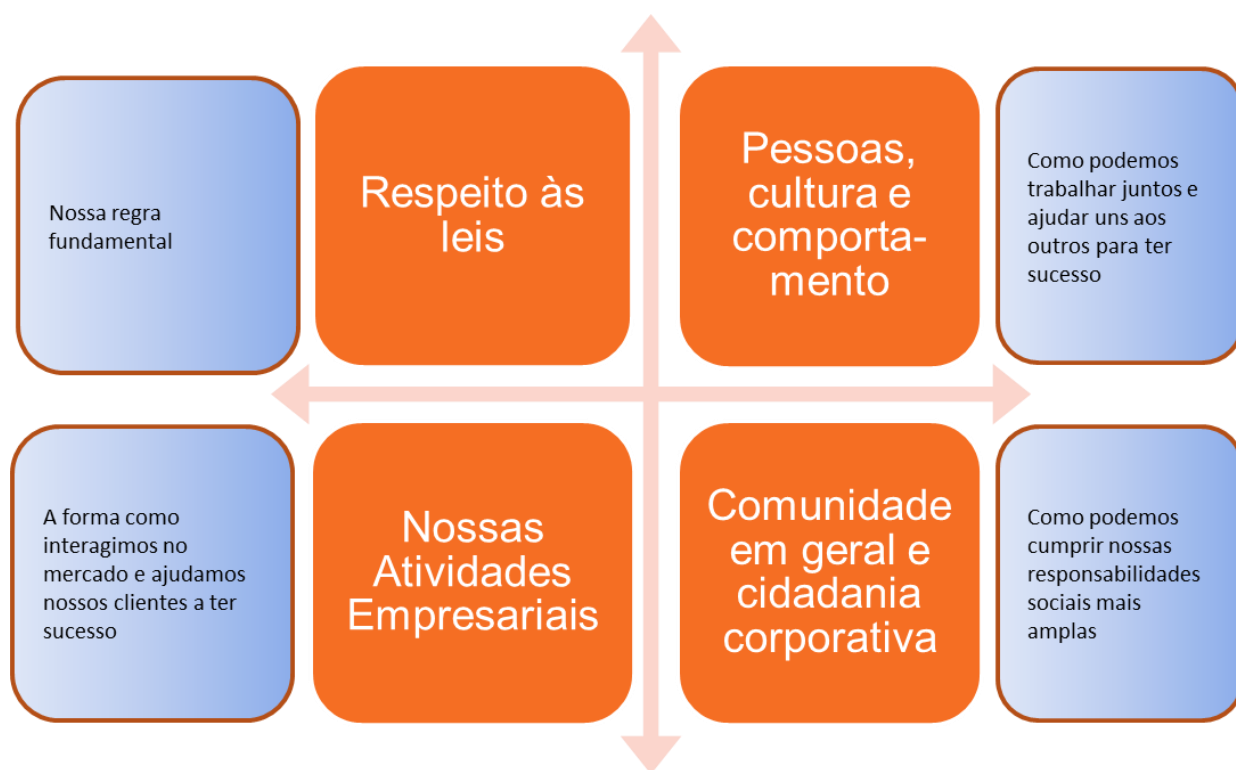 Nossa regra
fundamental
Respeito às
leis
Pessoas,
cultura e
comporta-
mento
Como podemos
trabalhar juntos e
ajudar uns aos
outros para ter
sucesso
A forma como
interagimos no
mercado e ajudamos
nossos clientes a ter
sucesso
Nossas
Atividades
Empresariais
Comunidade
em geral e
cidadania
corporativa
Como podemos
cumprir nossas
responsabilidades
sociais mais
amplas